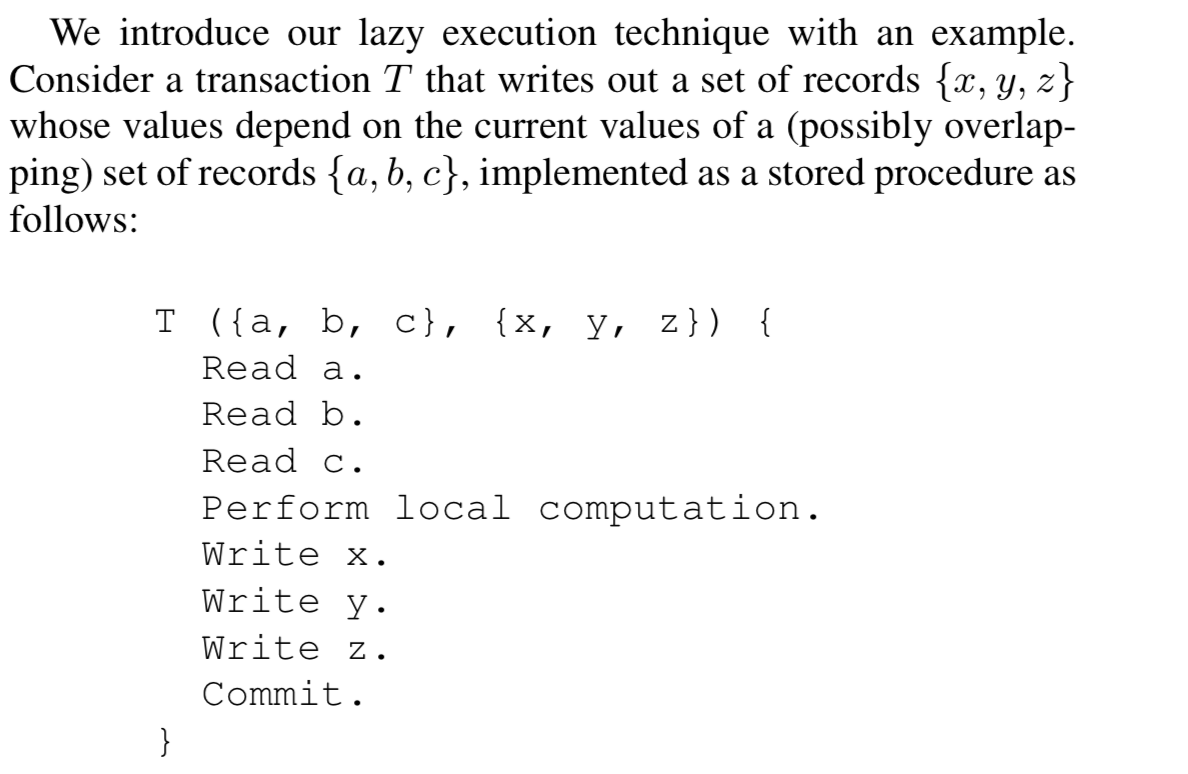 We introduce our lazy execution technique with an example.
Consider a transaction T that writes out a set of records {x, y, z}
whose values depend on the current values of a (possibly overlap-
ping) set of records {a, b, c}, implemented as a stored procedure as
follows:
T ({a, b, c}, {x, y, z}) {
Read a.
Read b.
Read c.
Perform local computation.
Write x.
Write y.
Write z.
Commit.
}